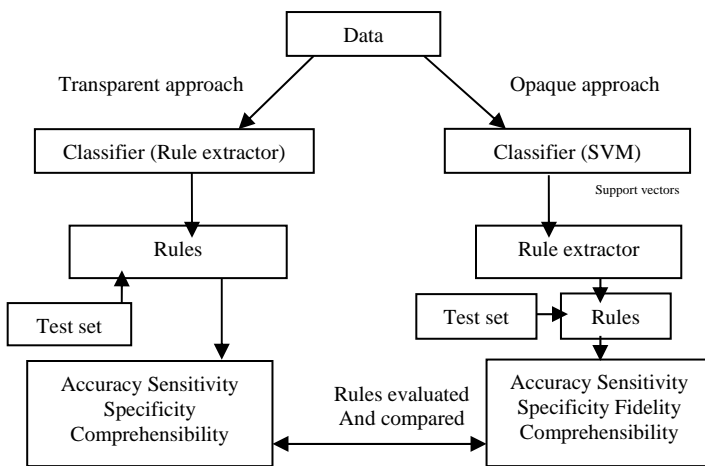 Data
Transparent approach
Opaque approach
Classifier (Rule extractor)
Classifier (SVM)
Support vectors
Rules
Rule extractor
Test set
Test set
Rules
Accuracy Sensitivity
Specificity
Comprehensibility
Rules evaluated
And compared
Accuracy Sensitivity
Specificity Fidelity
Comprehensibility